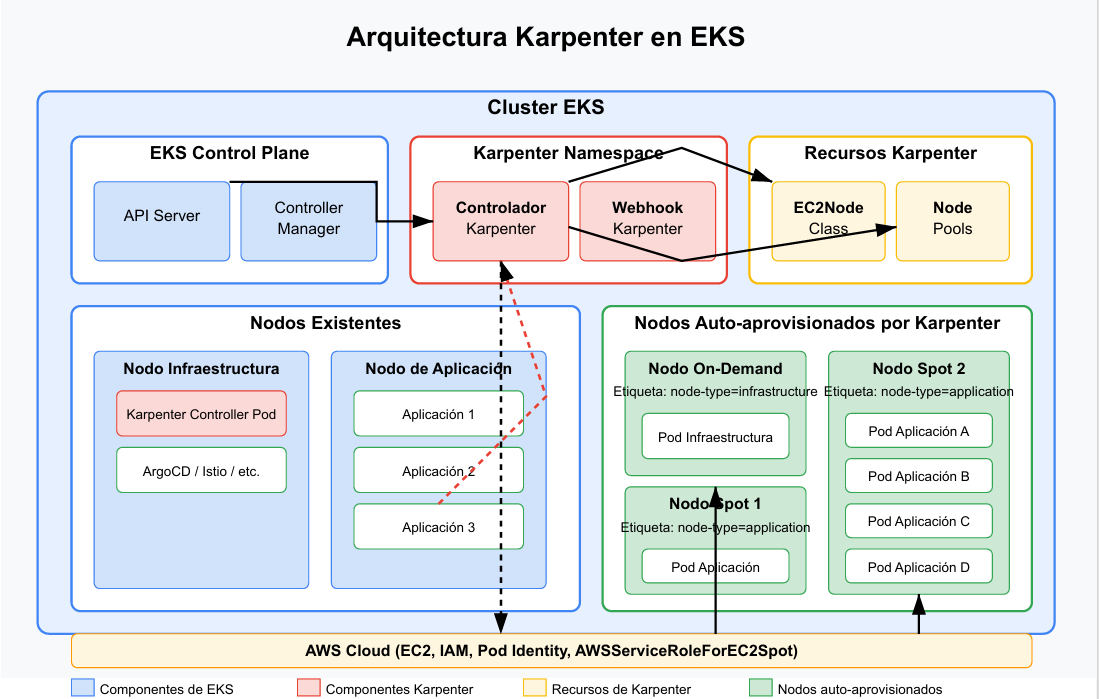 Arquitectura Karpenter en EKS
Cluster EKS
EKS Control Plane
API Server
Controller
Manager
Karpenter Namespace
Controlador
Karpenter
Webhook
Karpenter
Recursos Karpenter
EC2Node
Class
Node
Pools
Nodos Existentes
Nodo Infraestructura
Karpenter Controller Pod
ArgoCD / Istio / etc.
Nodo de Aplicación
Aplicación 1
Aplicación 2
Aplicación 3
Nodos Auto-aprovisionados por Karpenter
Nodo On-Demand
Etiqueta: node-type=infrastructure
Pod Infraestructura
Nodo Spot 1
Etiqueta: node-type=application
Pod Aplicación
Nodo Spot 2
Etiqueta: node-type=application
Pod Aplicación A
Pod Aplicación B
Pod Aplicación C
Pod Aplicación D
AWS Cloud (EC2, IAM, Pod Identity, AWSServiceRoleForEC2Spot)
Componentes de EKS
Componentes Karpenter
Recursos de Karpenter
Nodos auto-aprovisionados